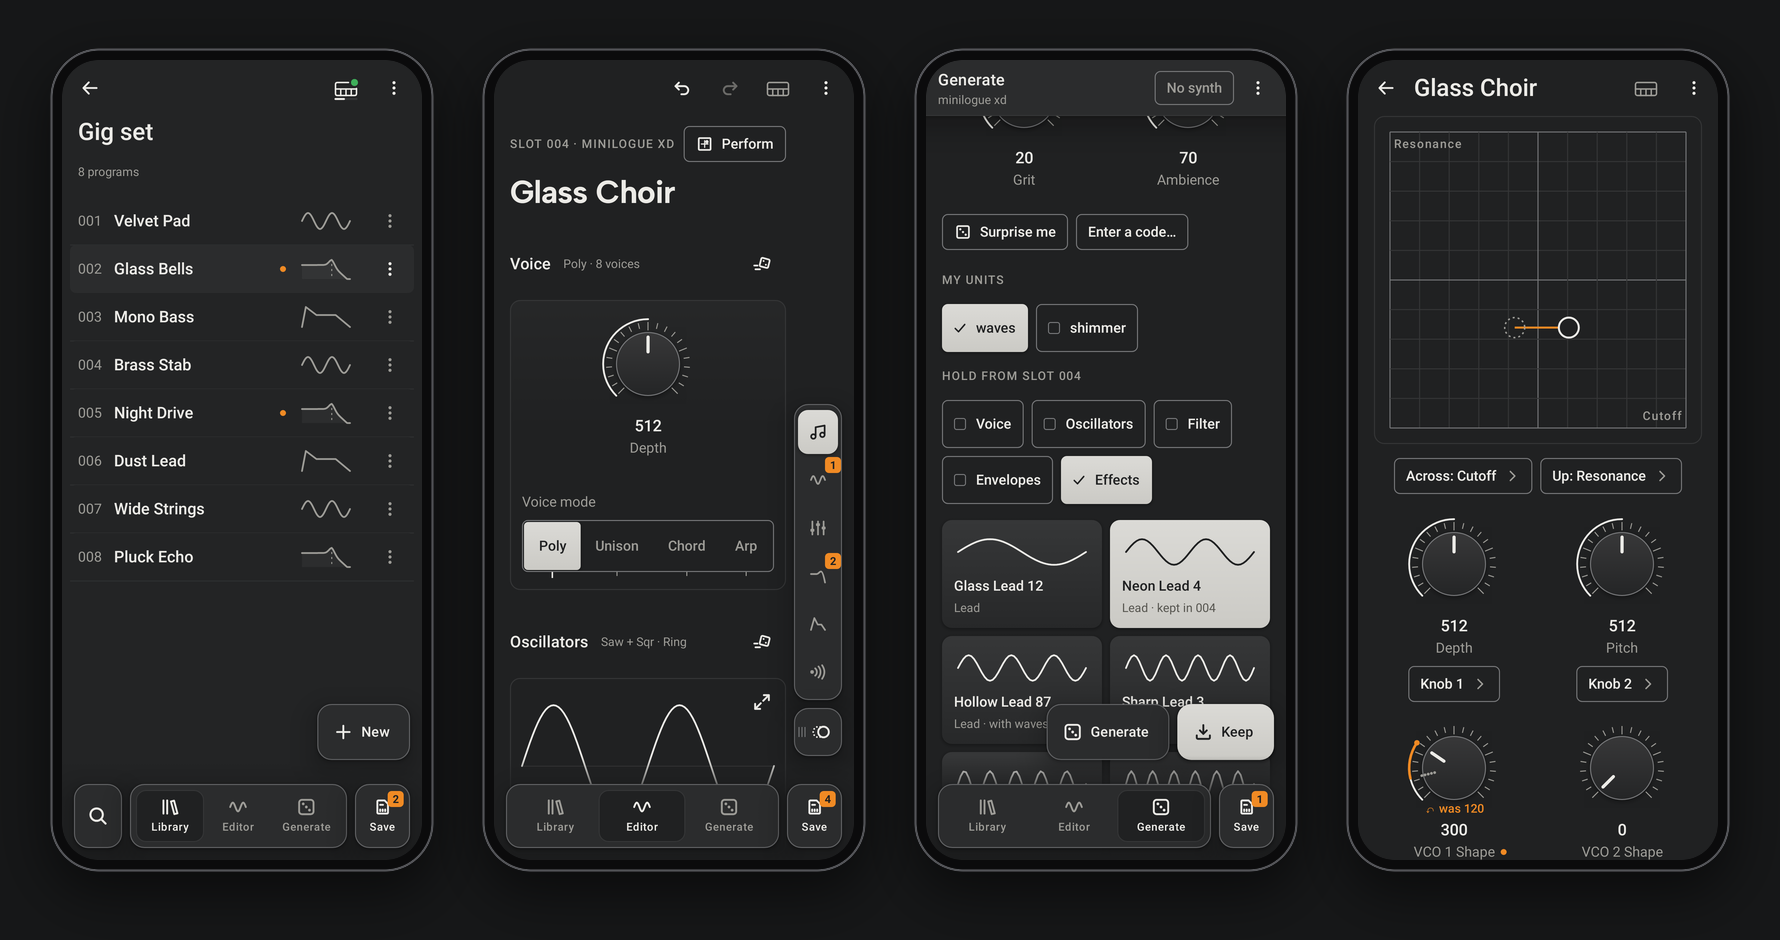 Gig set
8 programs
001 Velvet Pad
002 Glass Bells
003 Mono Bass
004 Brass Stab
005 Night Drive
006 Dust Lead
007 Wide Strings
008 Pluck Echo
New
Library Editor Generate
2
Save
SLOT 004 · MINILOGUE XD Perform
Glass Choir
Voice Poly · 8 voices
512
Depth
1
2
Voice mode
Poly Unison Chord Arp
Oscillators Saw + Sqr · Ring
Library Editor Generate
4
Save
Generate
minilogue xd
No synth
20 70
Grit Ambience
Surprise me Enter a code...
MY UNITS
waves shimmer
HOLD FROM SLOT 004
Voice Oscillators Filter
Envelopes Effects
Glass Lead 12 Neon Lead 4
Lead Lead · kept in 004
Hollow Lead 87 Sharp Lead 3
Lead · with waves
Generate Keep
Library Editor Generate
1
Save
Glass Choir
Resonance
Cutoff
Across: Cutoff Up: Resonance
512 512
Depth Pitch
Knob 1 Knob 2
was 120
300 0
VCO 1 Shape VCO 2 Shape